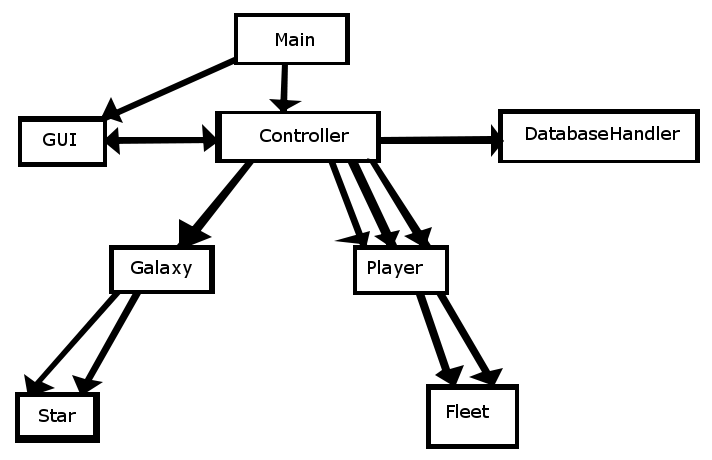 Main
GUI
Controller
DatabaseHandler
Galaxy
Player
Star
Fleet